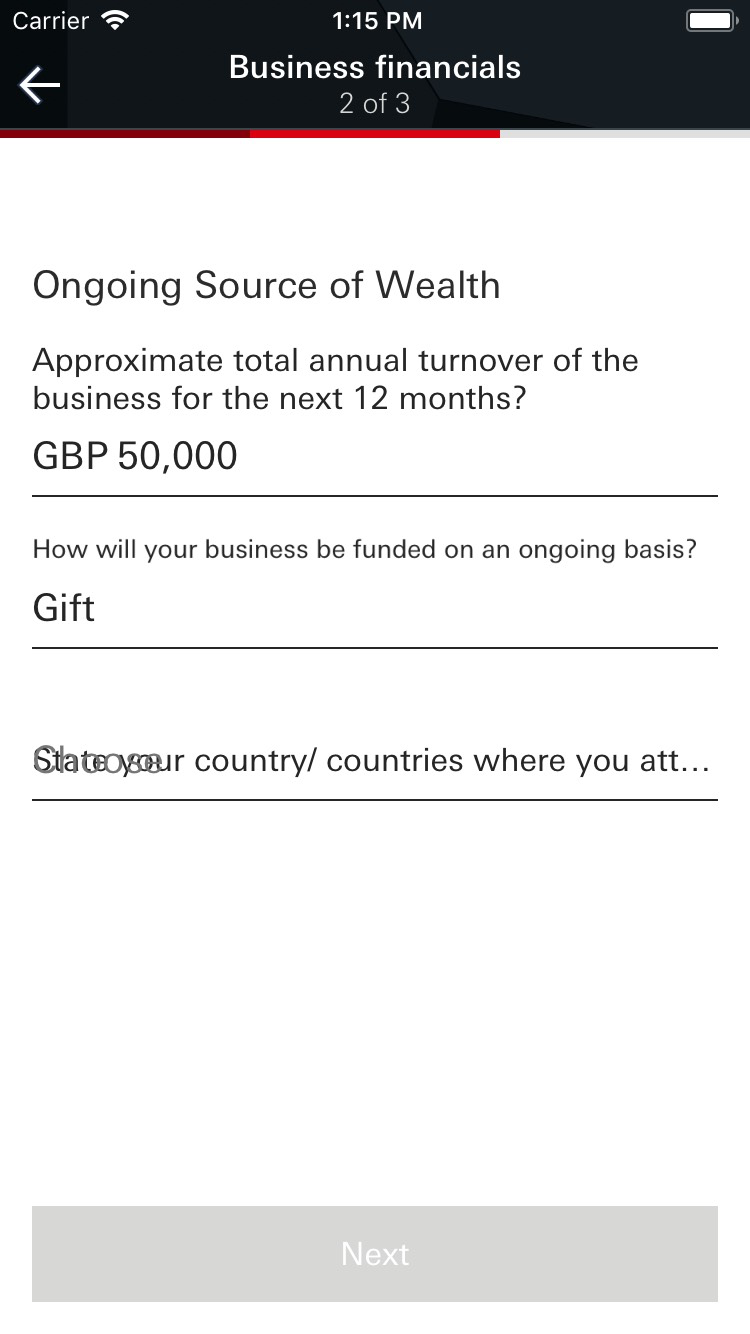 Carrier
1:15 PM
Business financials
2 of 3
Ongoing Source of Wealth
Approximate total annual turnover of the
business for the next 12 months?
GBP 50,000
How will your business be funded on an ongoing basis?
Gift
Choose
State your country/ countries where you att...
Next